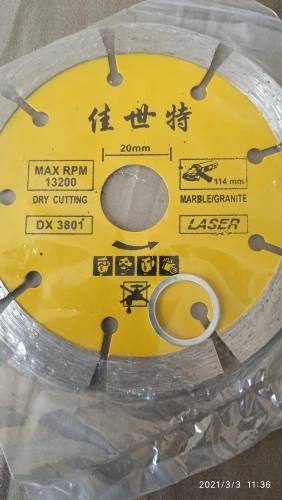 佳世特
20mm
MAX RPM
13200
114 mm
DRY CUTTING
MARBLE/GRANITE
DX 3801
LASER
2021/3/3 11:36